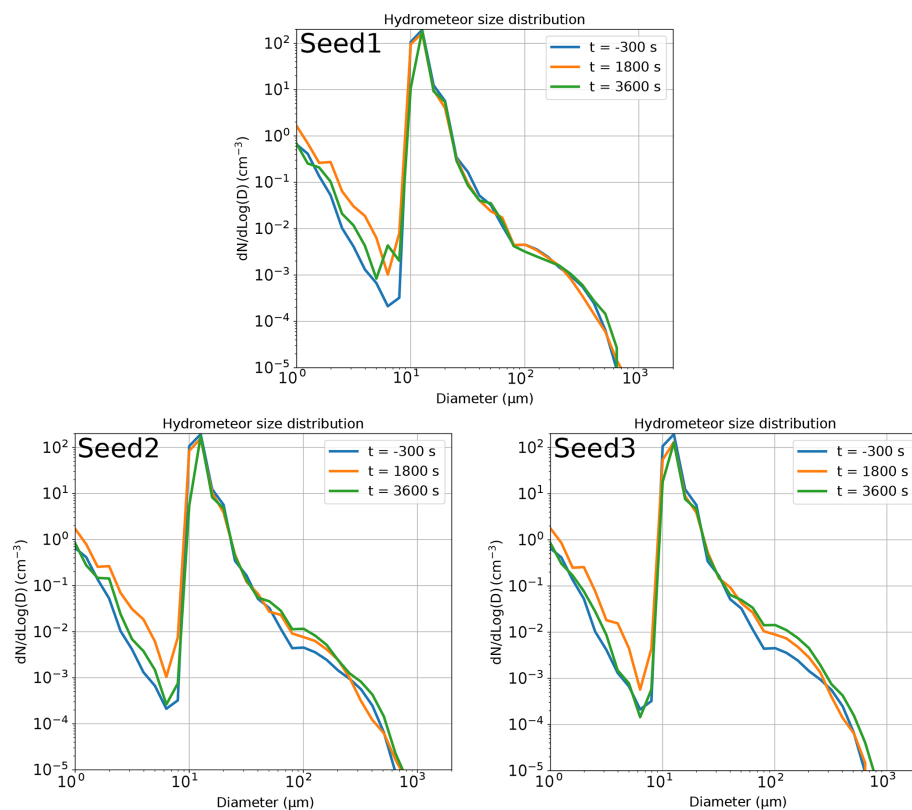 Hydrometeor size distribution
Seed1
t = -300 s
t = 1800 s
t = 3600 s
dN/dLog(D) (cm⁻³)
10²
10¹
10⁰
10⁻¹
10⁻²
10⁻³
10⁻⁴
10⁻⁵
10⁰ 10¹ 10² 10³
Diameter (μm)
Hydrometeor size distribution
Seed2
t = -300 s
t = 1800 s
t = 3600 s
dN/dLog(D) (cm⁻³)
10²
10¹
10⁰
10⁻¹
10⁻²
10⁻³
10⁻⁴
10⁻⁵
10⁰ 10¹ 10² 10³
Diameter (μm)
Hydrometeor size distribution
Seed3
t = -300 s
t = 1800 s
t = 3600 s
dN/dLog(D) (cm⁻³)
10²
10¹
10⁰
10⁻¹
10⁻²
10⁻³
10⁻⁴
10⁻⁵
10⁰ 10¹ 10² 10³
Diameter (μm)